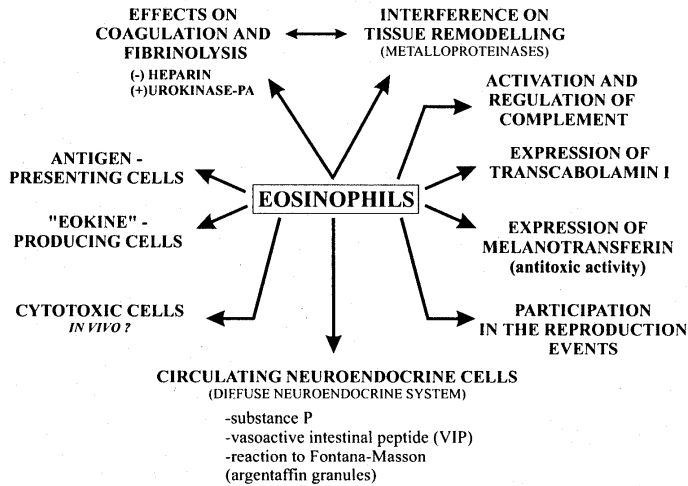 EFFECTS ON
COAGULATION AND
FIBRINOLYSIS
(-) HEPARIN
(+)UROKINASE-PA
INTERFERENCE ON
TISSUE REMODELLING
(METALLOPROTEINASES)
ACTIVATION AND
REGULATION OF
COMPLEMENT
ANTIGEN -
PRESENTING CELLS
EXPRESSION OF
TRANSCABOLAMIN I
EOSINOPHILS
"EOKINE" -
PRODUCING CELLS
EXPRESSION OF
MELANOTRANSFERIN
(antitoxic activity)
CYTOTOXIC CELLS
IN VIVO ?
PARTICIPATION
IN THE REPRODUCTION
EVENTS
CIRCULATING NEUROENDOCRINE CELLS
(DIFFUSE NEUROENDOCRINE SYSTEM)
-substance P
-vasoactive intestinal peptide (VIP)
-reaction to Fontana-Masson
(argentaffin granules)